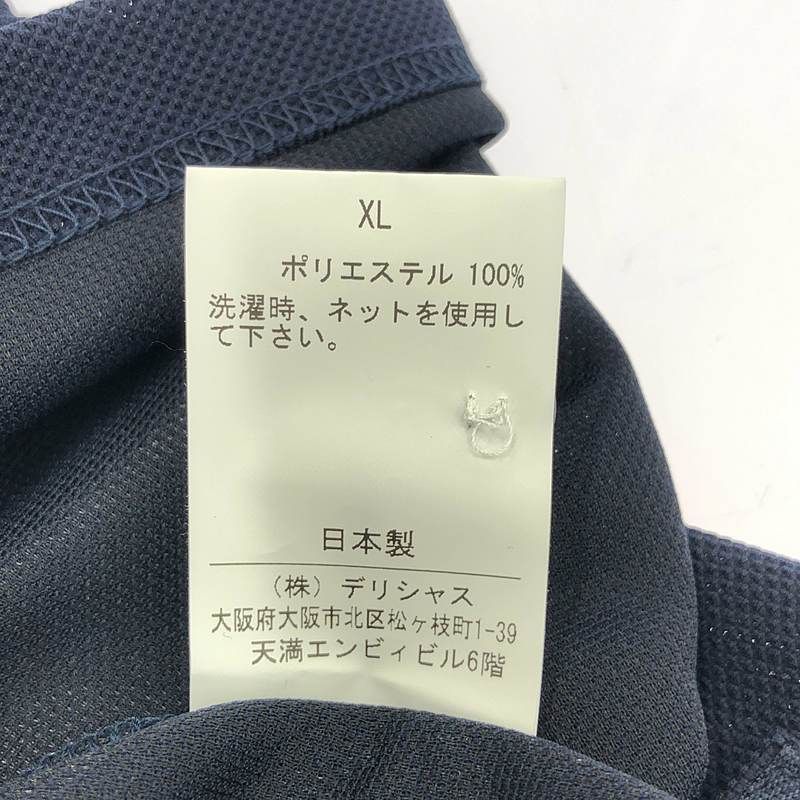 XL
ポリエステル 100%
洗濯時、ネットを使用し
て下さい。
日本製
（株）デリシャス
大阪府大阪市北区松ヶ枝町1-39
天満エンビィビル6階